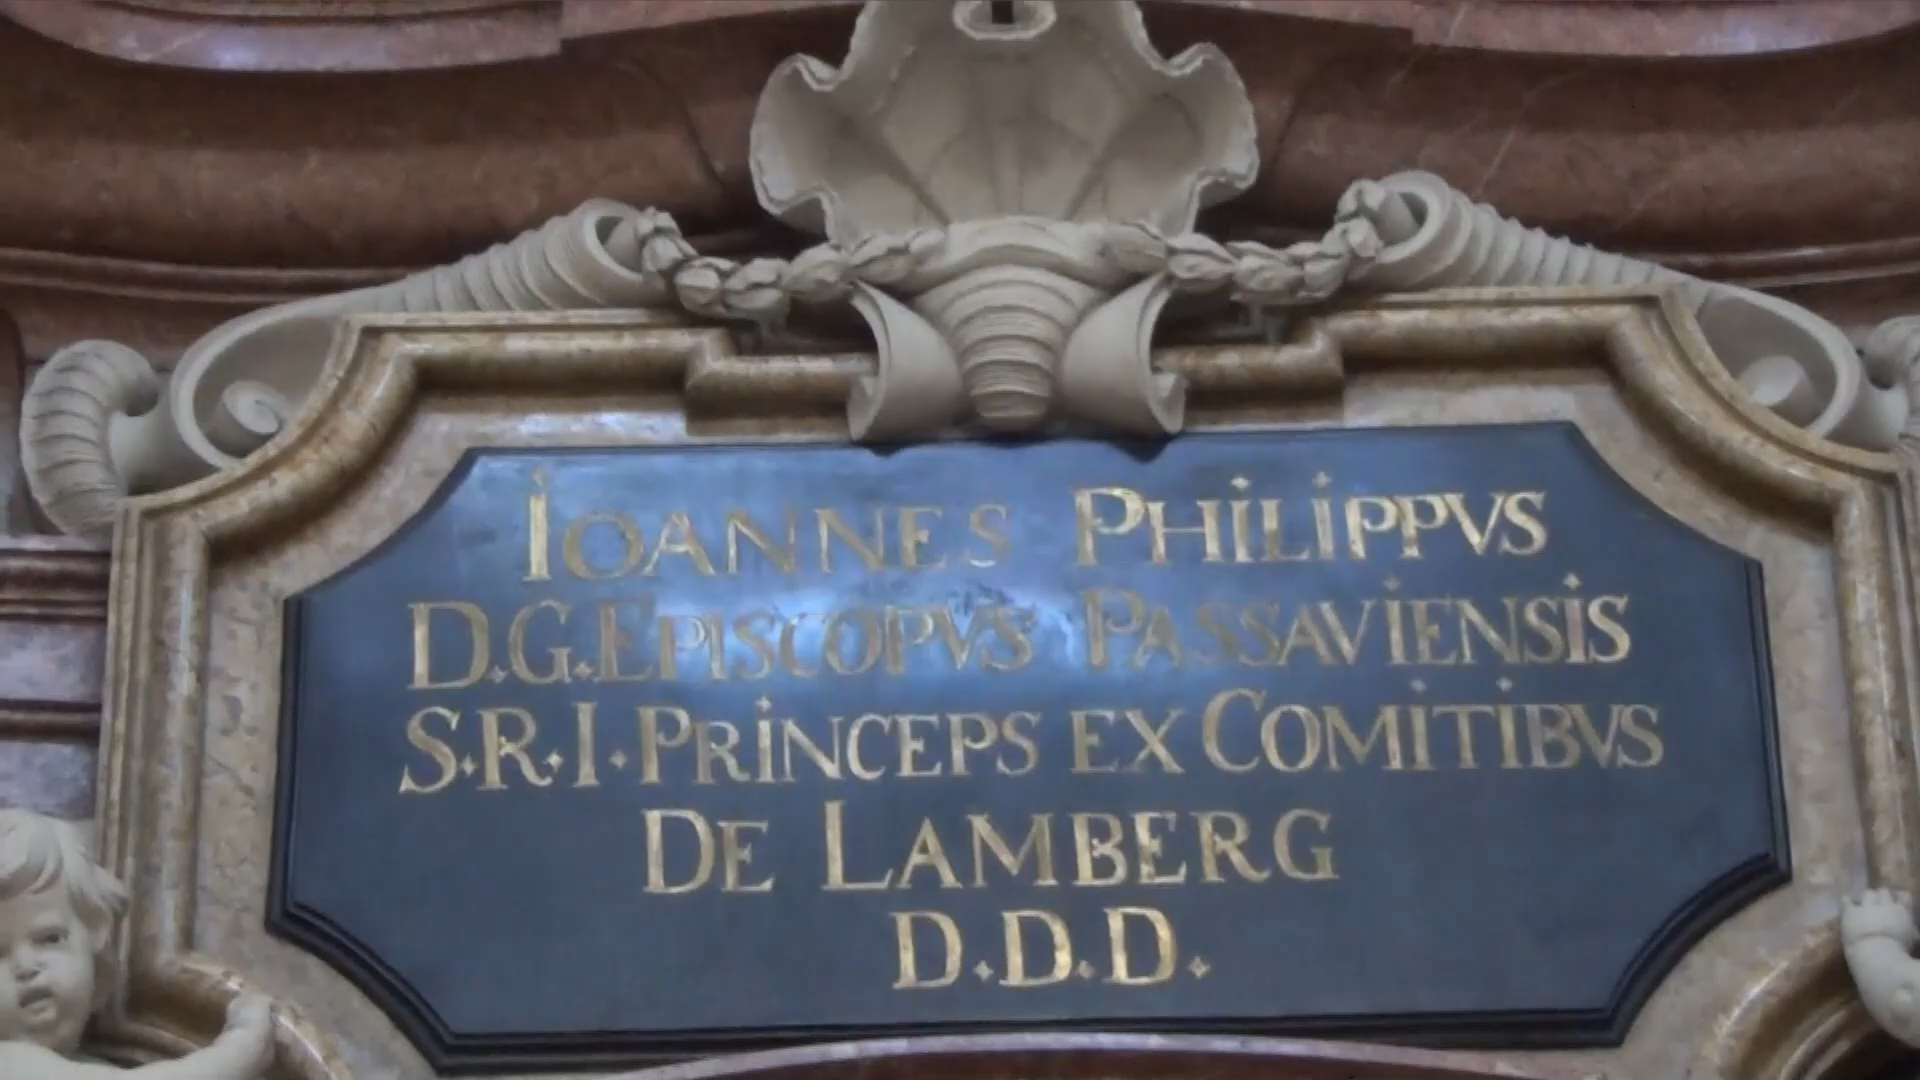 IOANNES PHILIPPVS
D.G.EPISCOPVS PASSAVIENSIS
S.R.I.PRINCEPS EX COMITIBVS
DE LAMBERG
D.D.D.